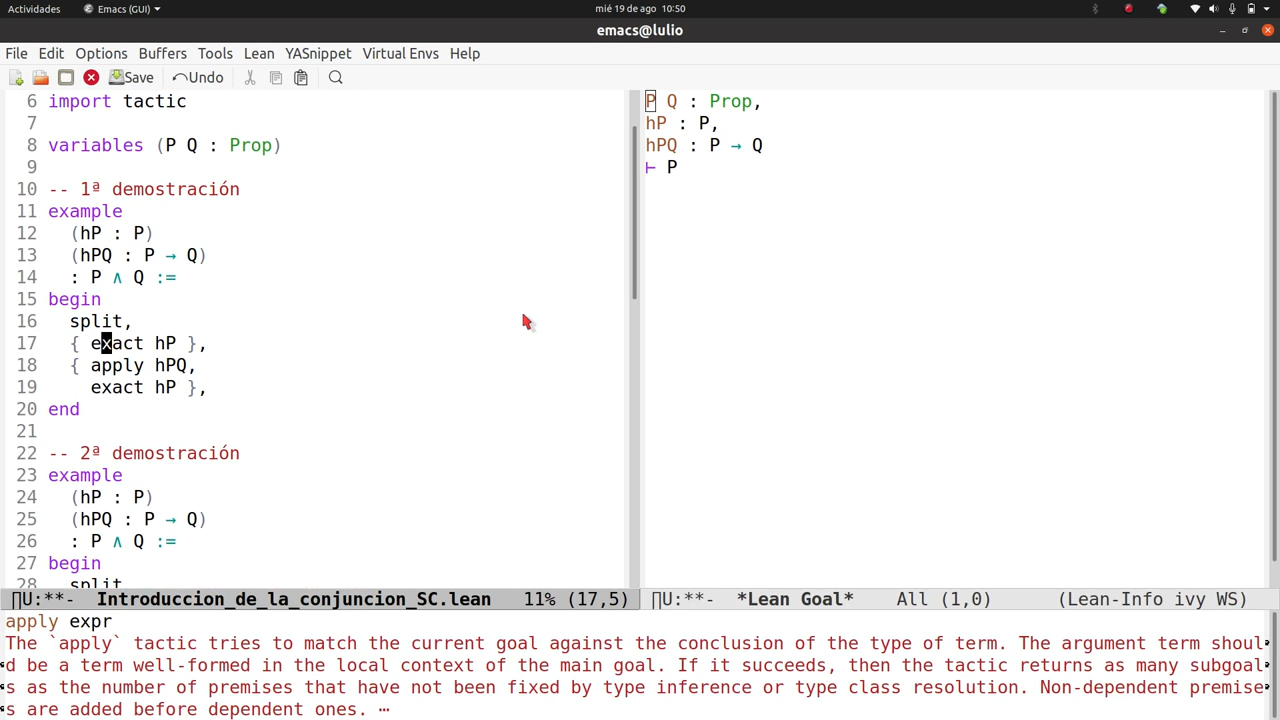 Actividades Emacs (GUI) mié 19 de ago 10:50
emacs@lulio
File Edit Options Buffers Tools Lean YASnippet Virtual Envs Help
Save Undo
6 import tactic
7
8 variables (P Q : Prop)
9
10 -- 1ª demostración
11 example
12 (hP : P)
13 (hPQ : P → Q)
14 : P ∧ Q :=
15 begin
16 split,
17 { exact hP },
18 { apply hPQ,
19 exact hP },
20 end
21
22 -- 2ª demostración
23 example
24 (hP : P)
25 (hPQ : P → Q)
26 : P ∧ Q :=
27 begin
28 split
P Q : Prop,
hP : P,
hPQ : P → Q
⊢ P
∏U:**- Introduccion_de_la_conjuncion_SC.lean 11% (17,5)
∏U:**- *Lean Goal* All (1,0) (Lean-Info ivy WS)
apply expr
The `apply` tactic tries to match the current goal against the conclusion of the type of term. The argument term shoul
d be a term well-formed in the local context of the main goal. If it succeeds, then the tactic returns as many subgoal
s as the number of premises that have not been fixed by type inference or type class resolution. Non-dependent premise
s are added before dependent ones. ⋯